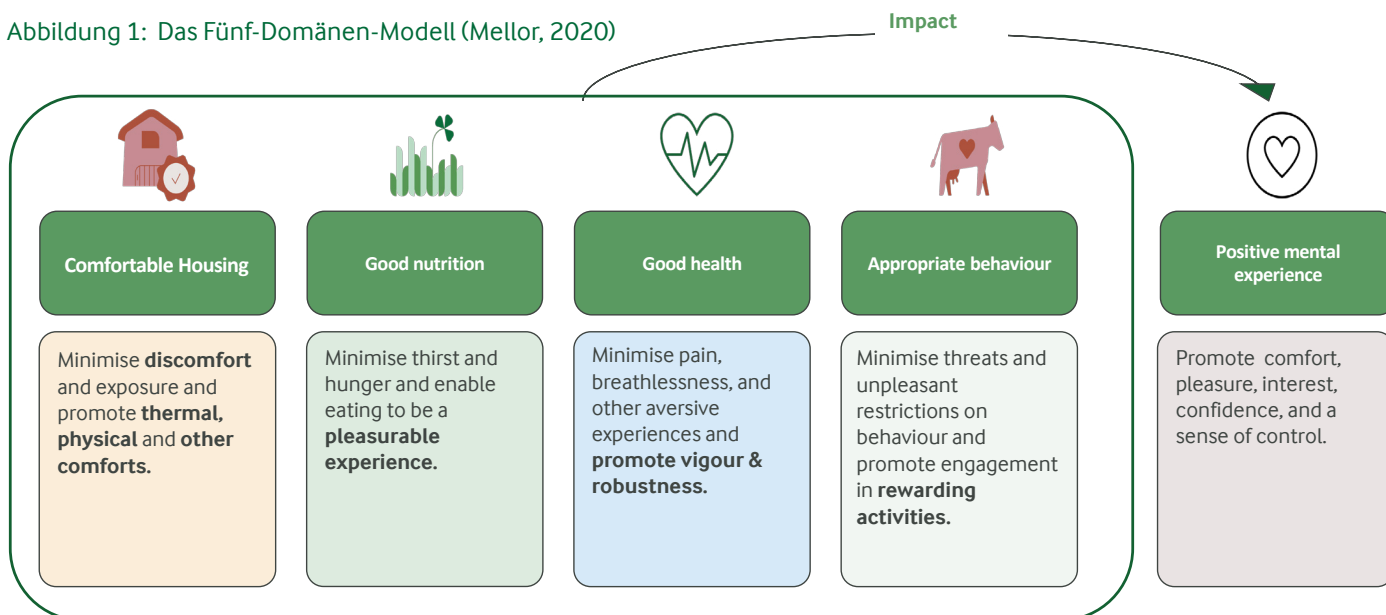 Abbildung 1: Das Fünf-Domänen-Modell (Mellor, 2020)
Impact
Comfortable Housing
Good nutrition
Good health
Appropriate behaviour
Positive mental
experience
Minimise discomfort
and exposure and
promote thermal,
physical and other
comforts.
Minimise thirst and
hunger and enable
eating to be a
pleasurable
experience.
Minimise pain,
breathlessness, and
other aversive
experiences and
promote vigour &
robustness.
Minimise threats and
unpleasant
restrictions on
behaviour and
promote engagement
in rewarding
activities.
Promote comfort,
pleasure, interest,
confidence, and a
sense of control.